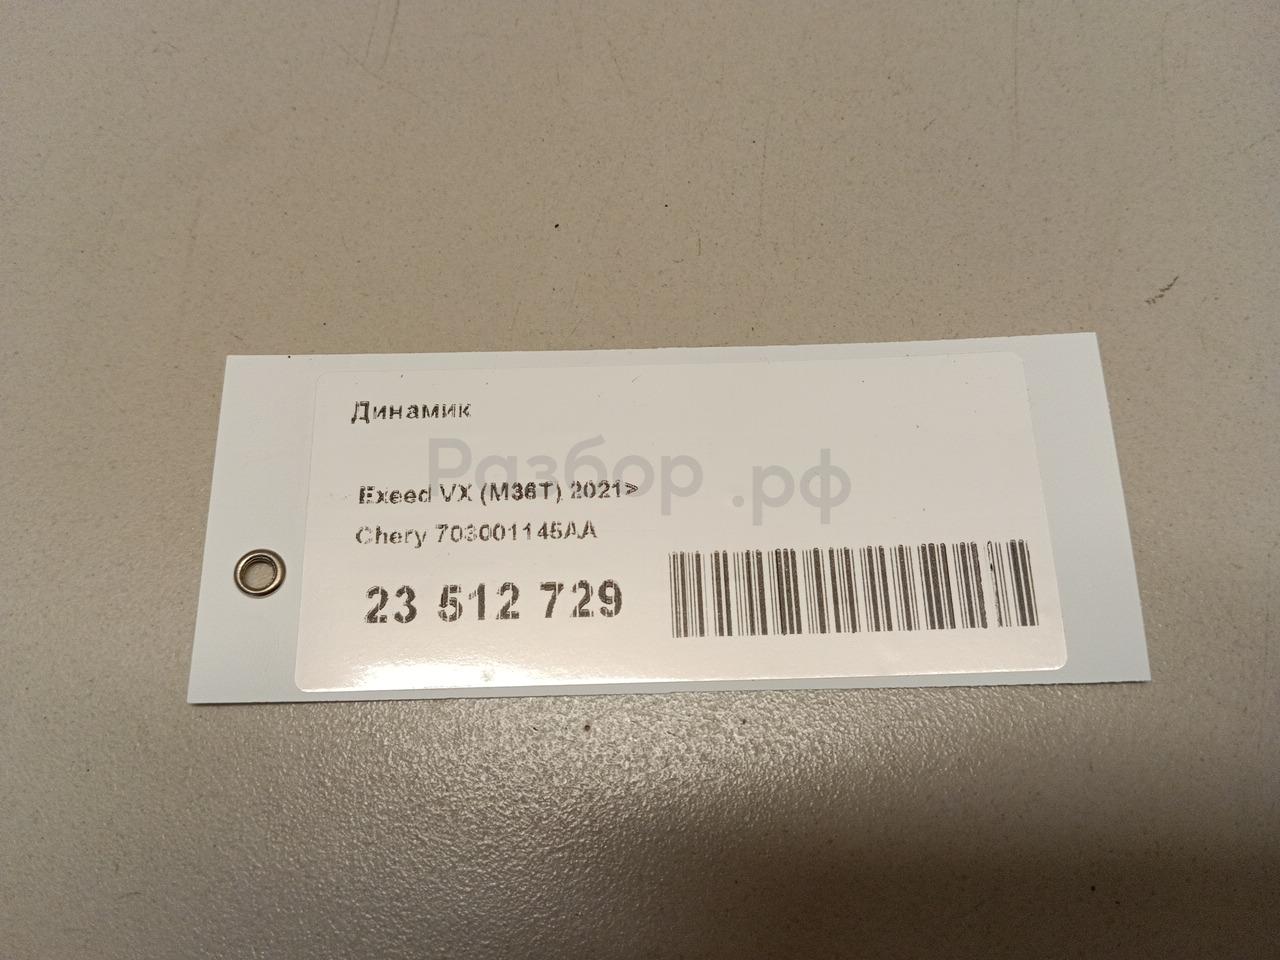 Динамик
Разбор.рф
Exeed VX (M36T) 2021>
Chery 703001145AA
23 512 729